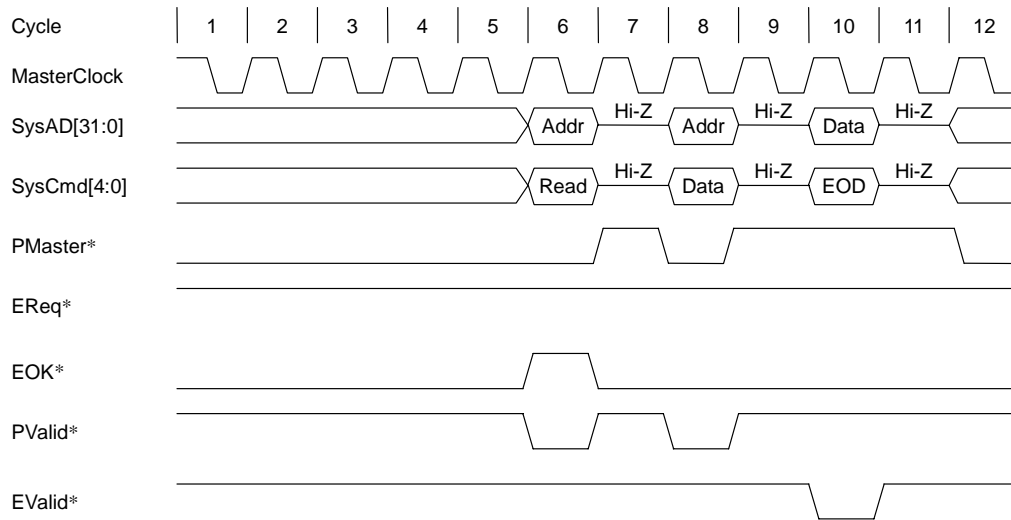 Cycle 1 2 3 4 5 6 7 8 9 10 11 12
MasterClock
Hi-Z Hi-Z Hi-Z
SysAD[31:0] Addr Addr Data
Hi-Z Hi-Z Hi-Z
SysCmd[4:0] Read Data EOD
PMaster*
EReq*
EOK*
PValid*
EValid*